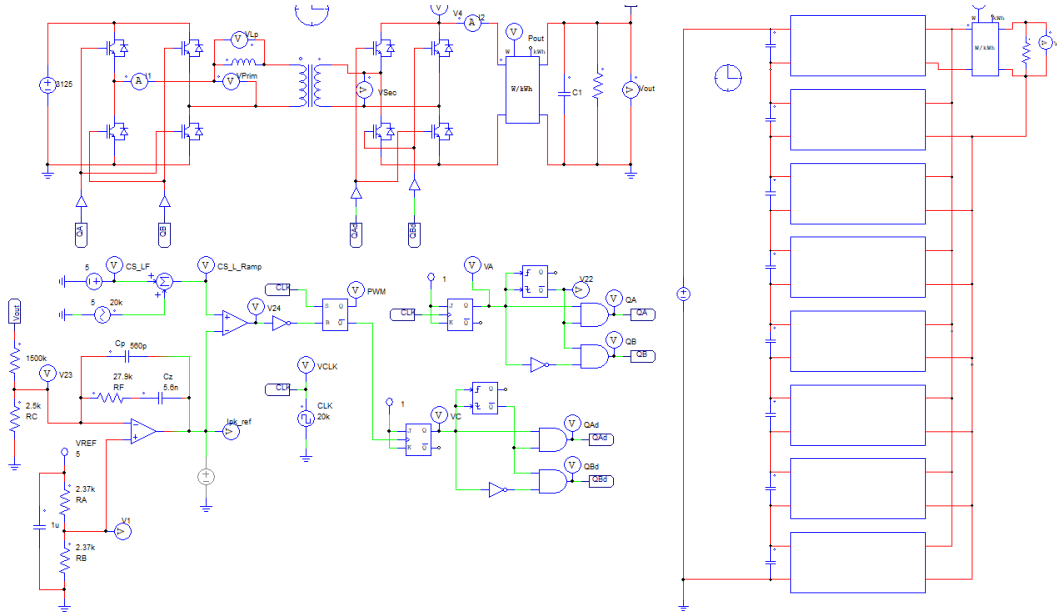 VLp
V
V
V4
A
I2
W
V
Pout
kWh
3125
A
I1
V
VPrim
V
VSec
W/kWh
C1
V
Vout
QA
QB
QAd
QBd
5
V
CS_LF
V
CS_L_Ramp
Σ
5
20k
Vout
1500k
Cp
560p
V23
V
27.9k
RF
Cz
5.6n
2.5k
RC
VREF
5
V
Ipk_ref
2.37k
RA
1u
V
V1
2.37k
RB
V
V24
CLK
S
Q
R
Q
V
PWM
VCLK
V
CLK
CLK
20k
1
V
VA
CLK
J
Q
K
Q
Q
Q
V22
V
V
QA
QA
V
QB
QB
1
V
VC
J
Q
K
Q
Q
Q
QAd
V
QAd
QBd
V
QBd
W
V
kWh
W/kWh
V